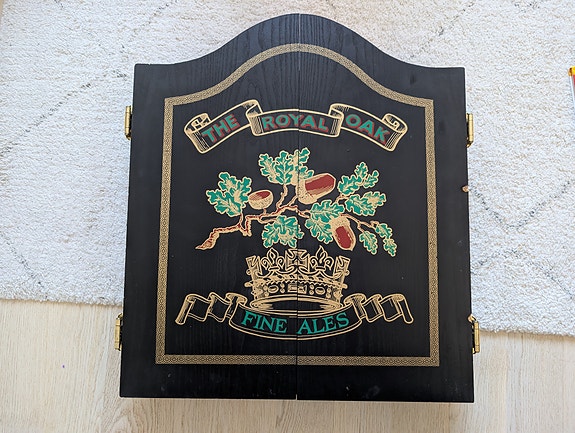 THE ROYAL OAK
FINE ALES